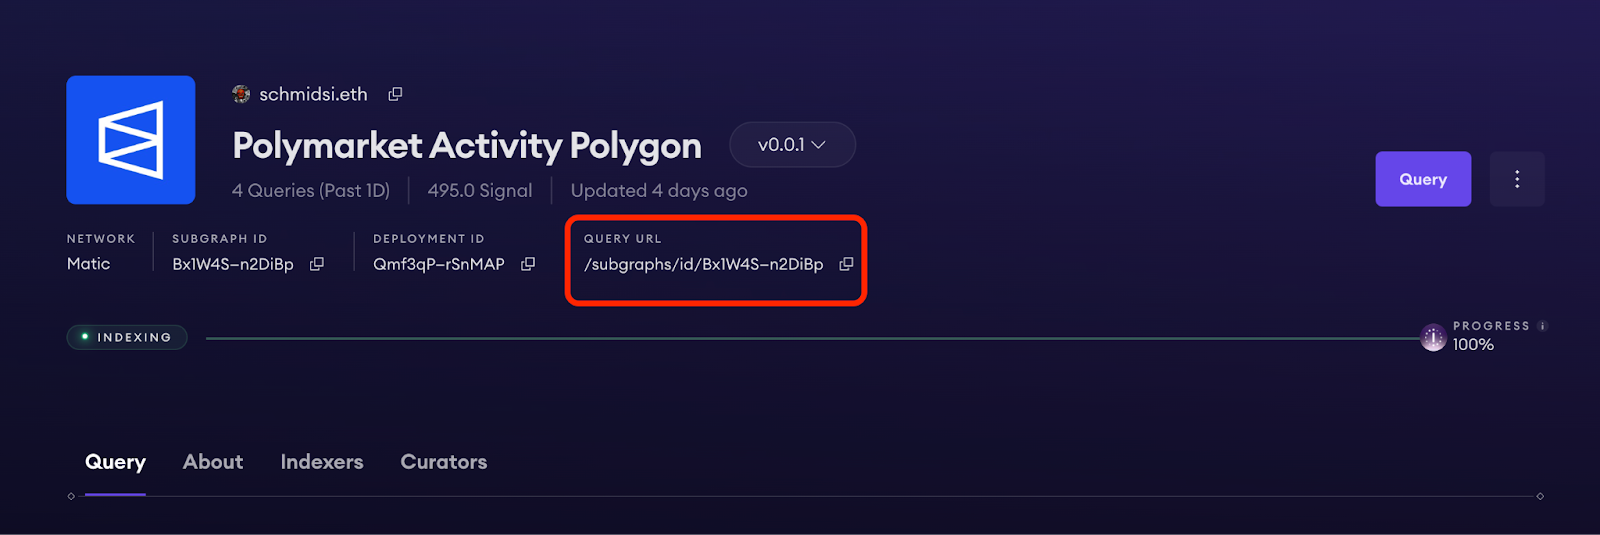 schmidsi.eth
Polymarket Activity Polygon
v0.0.1
4 Queries (Past 1D)
495.0 Signal
Updated 4 days ago
Query
NETWORK
Matic
SUBGRAPH ID
Bx1W4S–n2DiBp
DEPLOYMENT ID
Qmf3qP–rSnMAP
QUERY URL
/subgraphs/id/Bx1W4S–n2DiBp
INDEXING
PROGRESS
100%
Query
About
Indexers
Curators